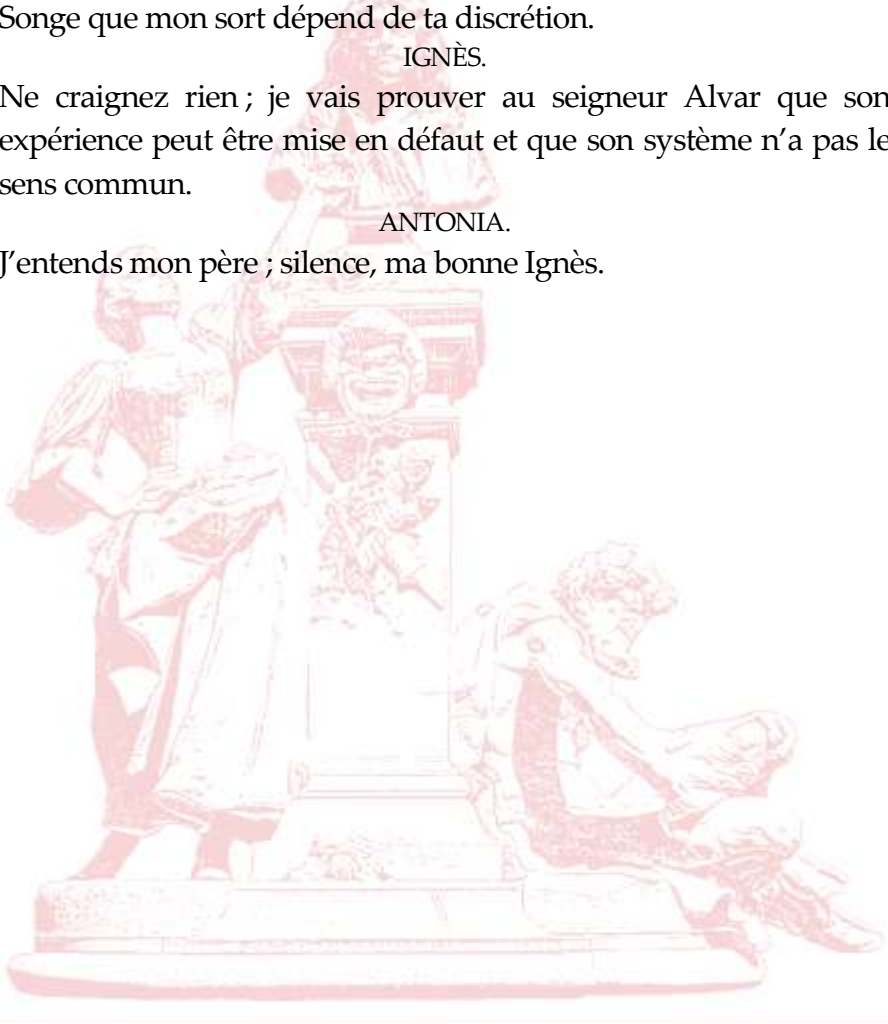 Songe que mon sort dépend de ta discrétion.
IGNÈS.
Ne craignez rien ; je vais prouver au seigneur Alvar que son
expérience peut être mise en défaut et que son système n’a pas le
sens commun.
ANTONIA.
J’entends mon père ; silence, ma bonne Ignès.